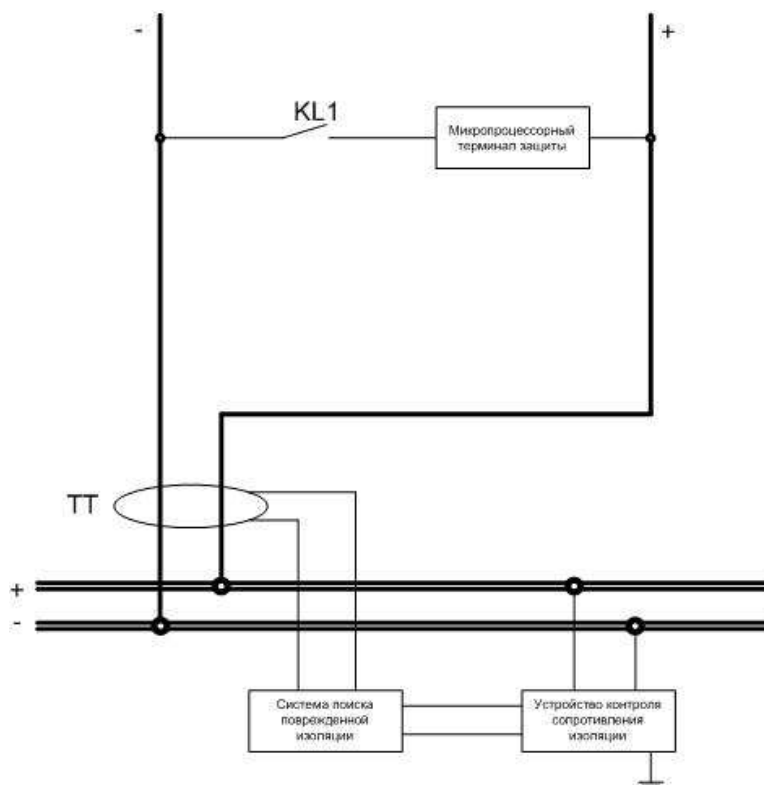 - +
KL1
Микропроцессорный
терминал защиты
ТТ
+
-
Система поиска
поврежденной
изоляции
Устройство контроля
сопротивления
изоляции